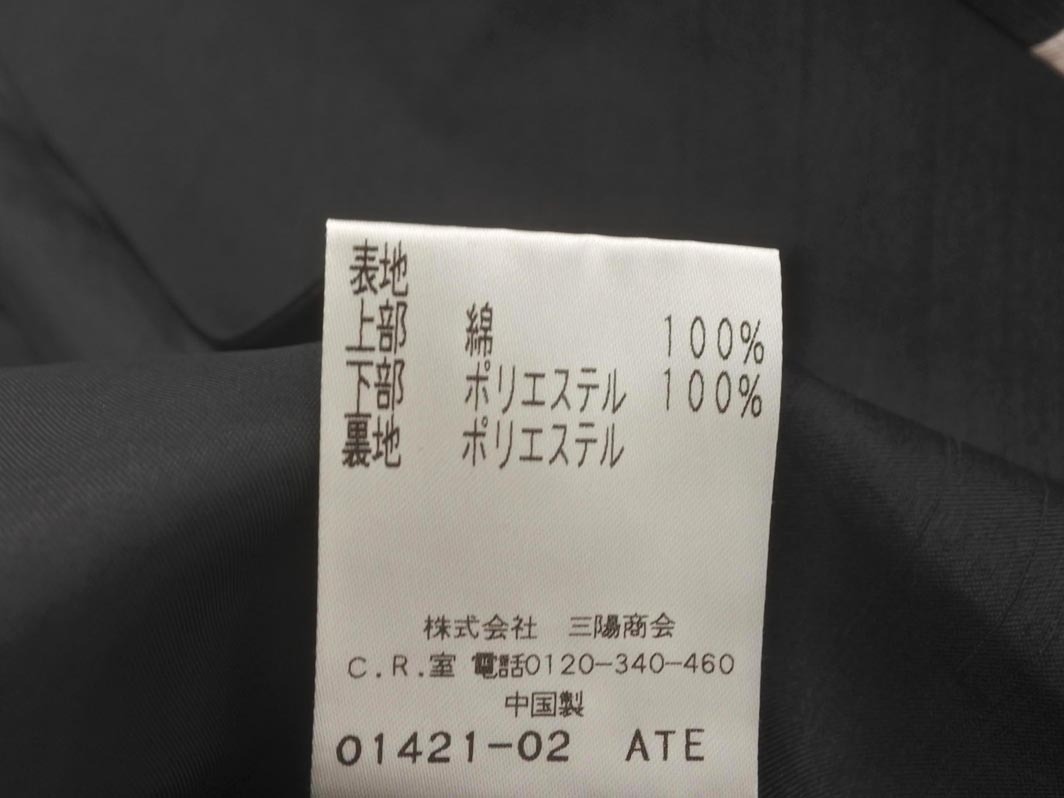 表地
上部 綿 100%
下部 ポリエステル 100%
裏地 ポリエステル
株式会社 三陽商会
C.R.室 電話0120-340-460
中国製
01421-02 ATE